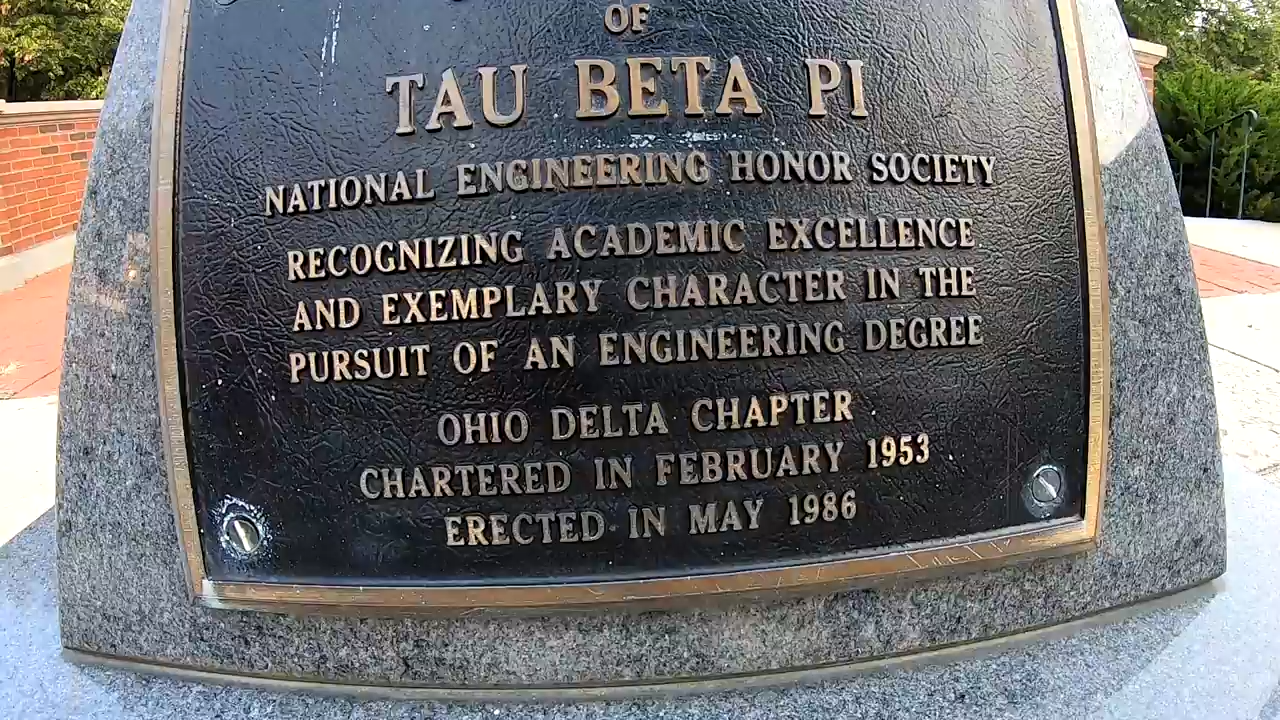 OF
TAU BETA PI
NATIONAL ENGINEERING HONOR SOCIETY
RECOGNIZING ACADEMIC EXCELLENCE
AND EXEMPLARY CHARACTER IN THE
PURSUIT OF AN ENGINEERING DEGREE
OHIO DELTA CHAPTER
CHARTERED IN FEBRUARY 1953
ERECTED IN MAY 1986